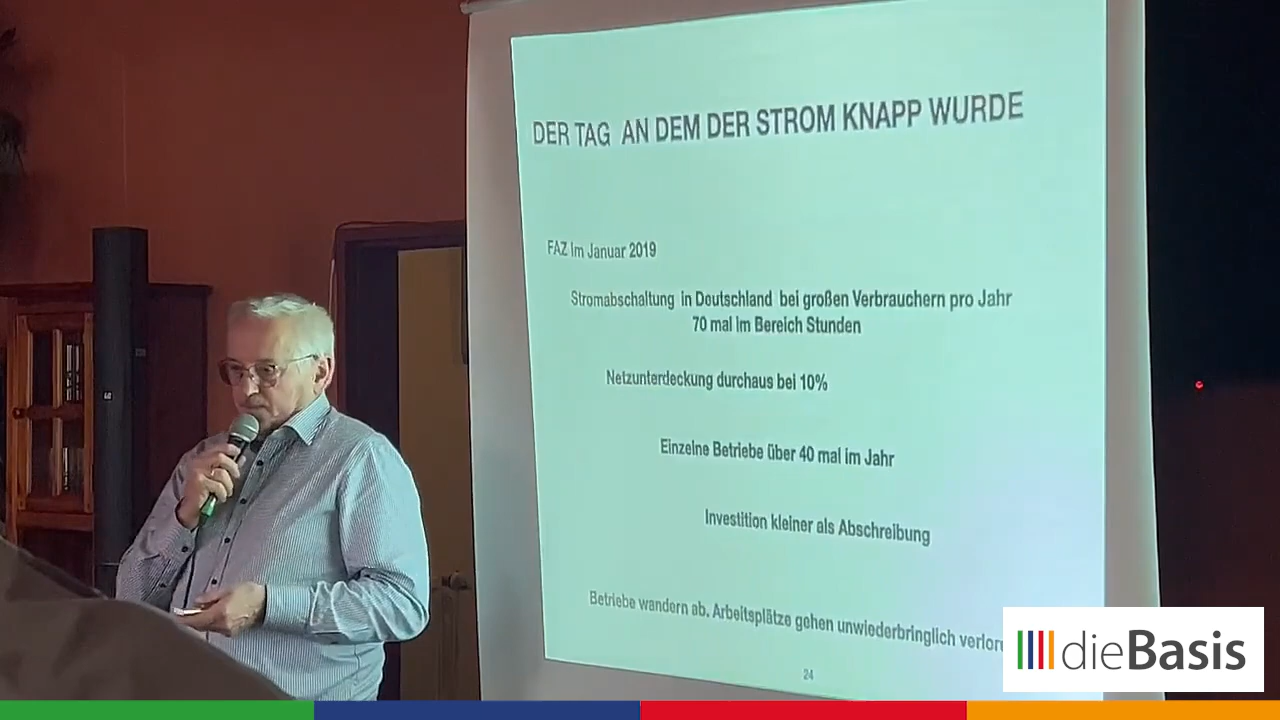 DER TAG AN DEM DER STROM KNAPP WURDE
FAZ Im Januar 2019
Stromabschaltung in Deutschland bei großen Verbrauchern pro Jahr
70 mal Im Bereich Stunden
Netzunterdeckung durchaus bei 10%
Einzelne Betriebe über 40 mal im Jahr
Investition kleiner als Abschreibung
Betriebe wandern ab. Arbeitsplätze gehen unwiederbringlich
24
dieBasis